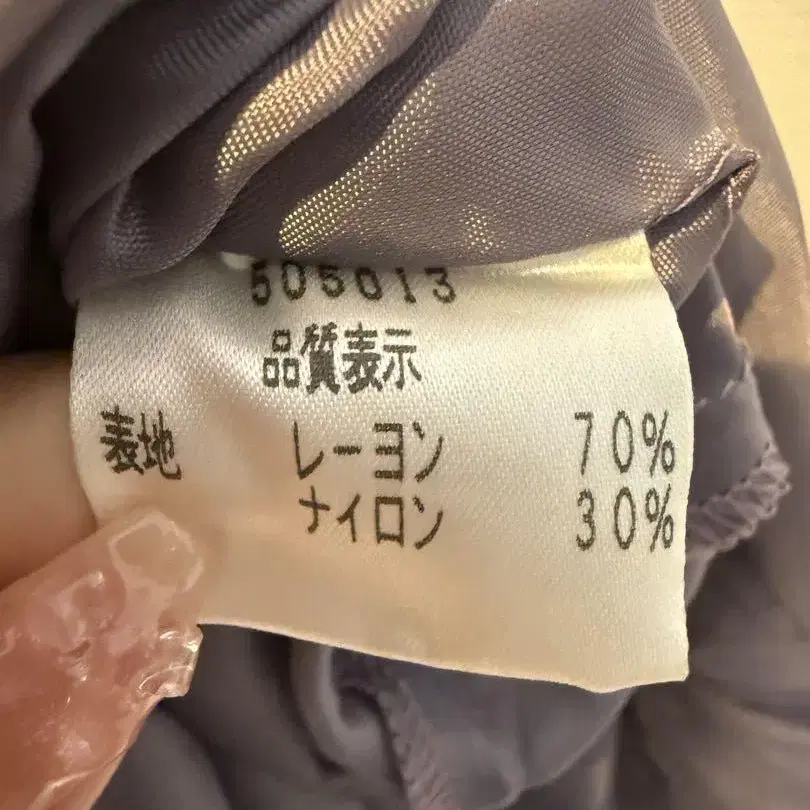 505013
品質表示
表地 レーヨン 70%
ナイロン 30%